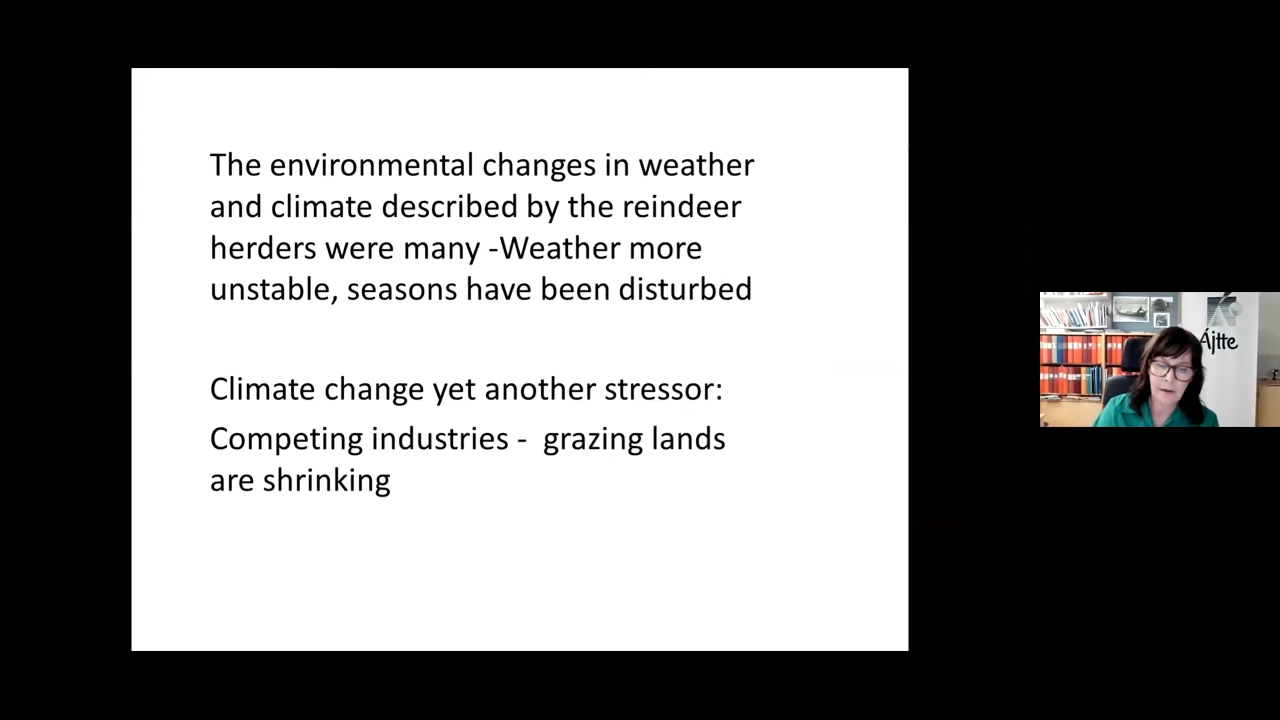 The environmental changes in weather
and climate described by the reindeer
herders were many -Weather more
unstable, seasons have been disturbed
Climate change yet another stressor:
Competing industries -  grazing lands
are shrinking
Ájtte